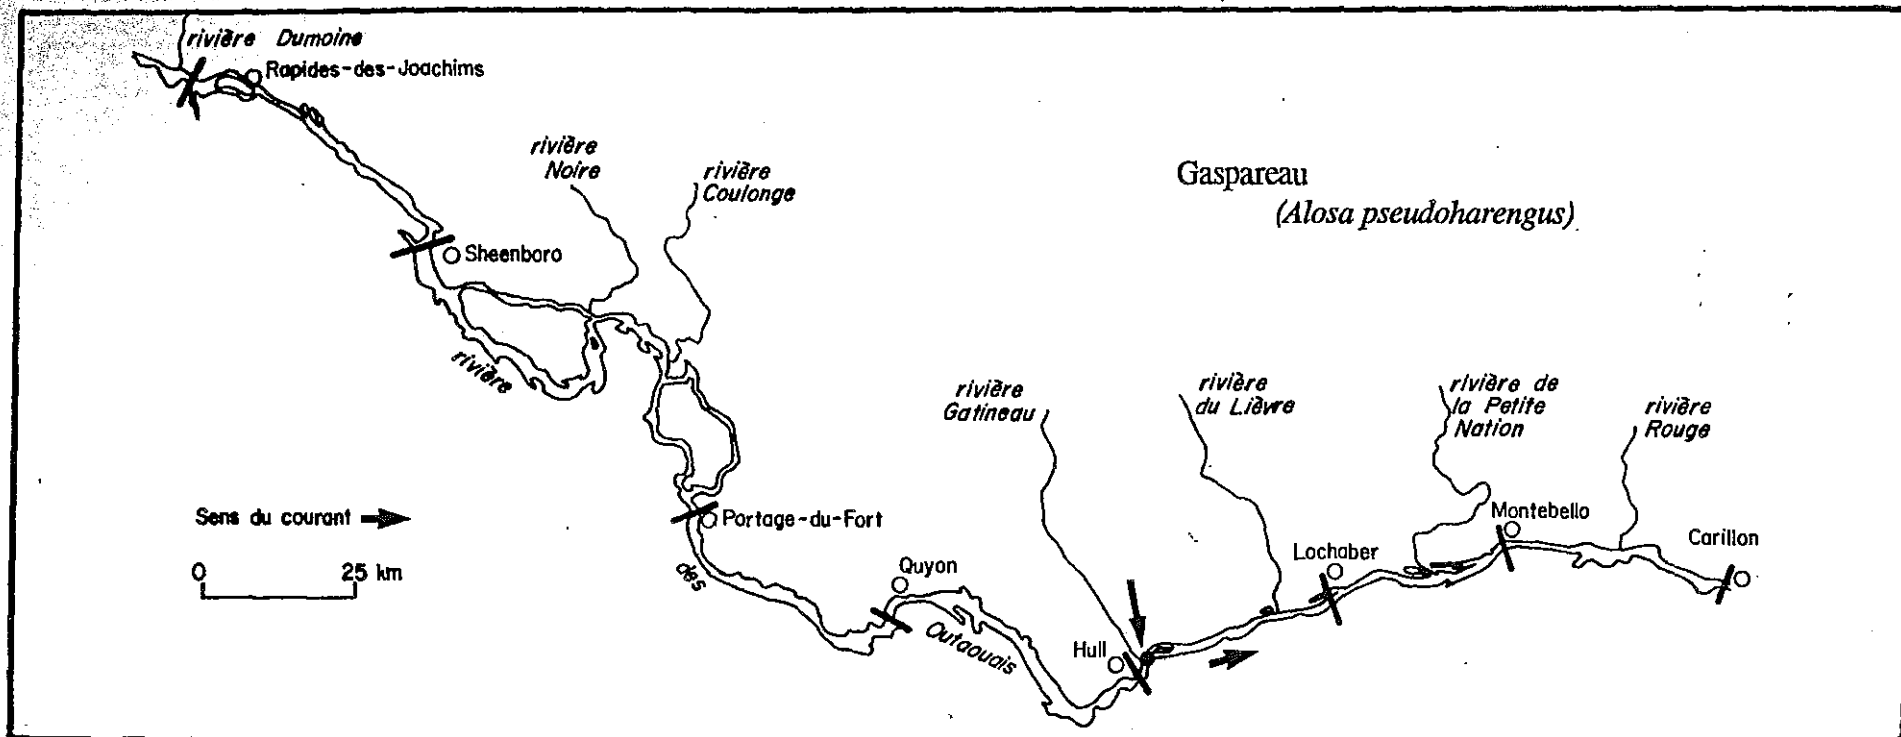 rivière Dumoine
Rapides-des-Joachims
rivière
Noire
rivière
Coulonge
Gaspareau
(Alosa pseudoharengus)
Sheenboro
rivière
rivière
Gatineau
rivière
du Lièvre
rivière de
la Petite
Nation
rivière
Rouge
Sens du courant
Portage-du-Fort
Montebello
Carillon
Lochaber
0 25 km
des
Quyon
Outaouais
Hull